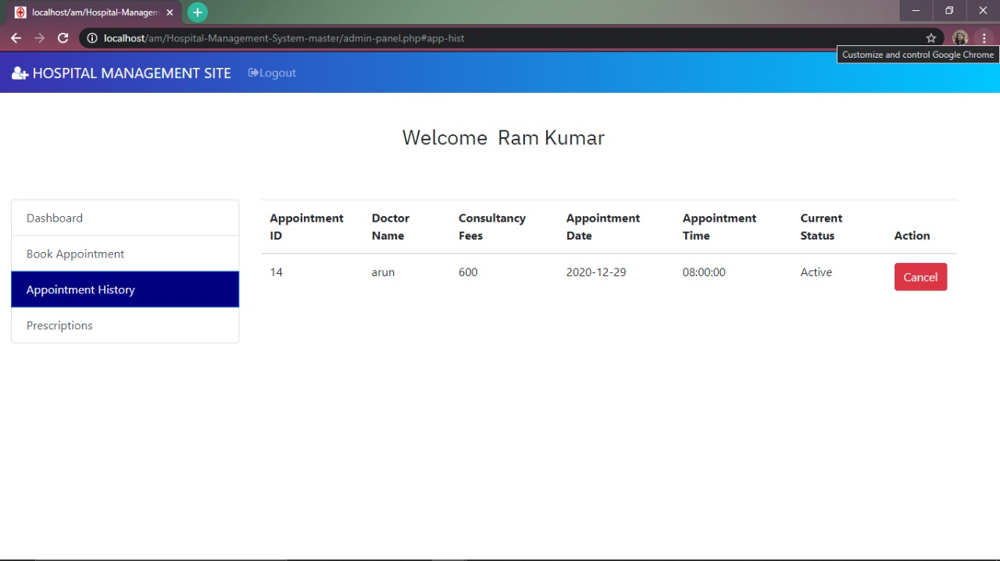 localhost/am/Hospital-Managem
localhost/am/Hospital-Management-System-master/admin-panel.php#app-hist
Customize and control Google Chrome
HOSPITAL MANAGEMENT SITE Logout
Welcome Ram Kumar
Dashboard
Book Appointment
Appointment History
Prescriptions
Appointment ID Doctor Name Consultancy Fees Appointment Date Appointment Time Current Status Action
14 arun 600 2020-12-29 08:00:00 Active Cancel